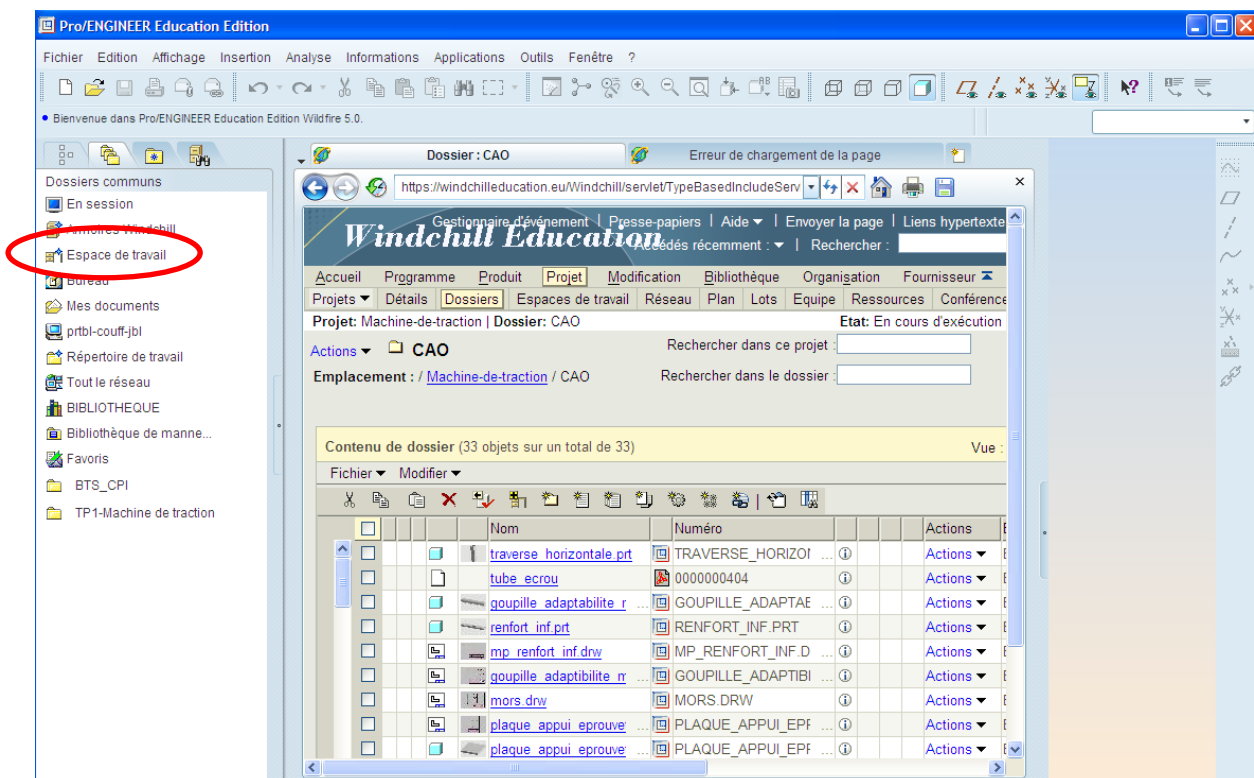 Pro/ENGINEER Education Edition
Fichier Edition Affichage Insertion Analyse Informations Applications Outils Fenêtre ?
• Bienvenue dans Pro/ENGINEER Education Edition Wildfire 5.0.
Dossier : CAO Erreur de chargement de la page
Dossiers communs
En session
Armoires Windchill
Espace de travail
Bureau
Mes documents
prtbl-couff-jbl
Répertoire de travail
Tout le réseau
BIBLIOTHEQUE
Bibliothèque de manne...
Favoris
BTS_CPI
TP1-Machine de traction
https://windchilleducation.eu/Windchill/servlet/TypeBasedIncludeServ
Gestionnaire d'événement | Presse-papiers | Aide | Envoyer la page | Liens hypertexte
Windchill Education
Accédés récemment : | Rechercher :
Accueil Programme Produit Projet Modification Bibliothèque Organisation Fournisseur
Projets Détails Dossiers Espaces de travail Réseau Plan Lots Equipe Ressources Conférence
Projet: Machine-de-traction | Dossier: CAO Etat: En cours d'exécution
Actions CAO Rechercher dans ce projet :
Emplacement : / Machine-de-traction / CAO Rechercher dans le dossier :
Contenu de dossier (33 objets sur un total de 33) Vue :
Fichier Modifier
Nom Numéro Actions
traverse_horizontale.prt TRAVERSE_HORIZO ... Actions
tube_ecrou 0000000404 Actions
goupille_adaptabilite_r ... GOUPILLE_ADAPTAB ... Actions
renfort_inf.prt RENFORT_INF.PRT Actions
mp_renfort_inf.drw MP_RENFORT_INF.D ... Actions
goupille_adaptibilite_m ... GOUPILLE_ADAPTIBI ... Actions
mors.drw MORS.DRW Actions
plaque_appui_eprouve ... PLAQUE_APPUI_EPF ... Actions
plaque_appui_eprouve ... PLAQUE_APPUI_EPF ... Actions